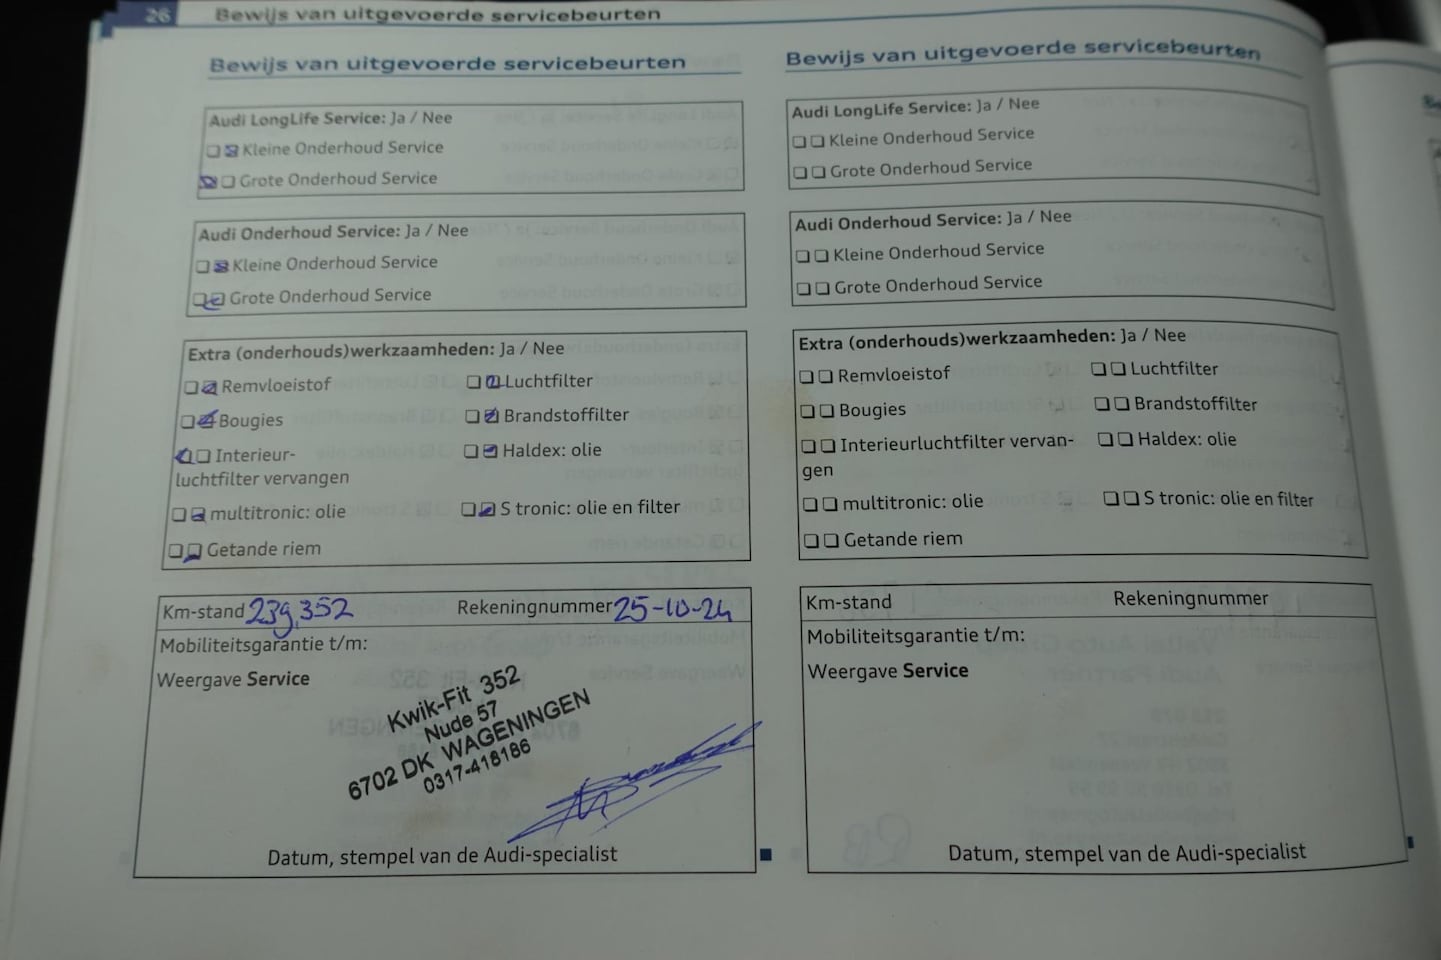 26 Bewijs van uitgevoerde servicebeurten
Bewijs van uitgevoerde servicebeurten
Audi LongLife Service: Ja / Nee
Kleine Onderhoud Service
Grote Onderhoud Service
Audi Onderhoud Service: Ja / Nee
Kleine Onderhoud Service
Grote Onderhoud Service
Extra (onderhouds)werkzaamheden: Ja / Nee
Remvloeistof Luchtfilter
Bougies Brandstoffilter
Interieur- Haldex: olie
luchtfilter vervangen
multitronic: olie S tronic: olie en filter
Getande riem
Km-stand 239.352 Rekeningnummer 25-10-24
Mobiliteitsgarantie t/m:
Weergave Service
Kwik-Fit 352
Nude 57
6702 DK WAGENINGEN
0317-418186
Datum, stempel van de Audi-specialist
Bewijs van uitgevoerde servicebeurten
Audi LongLife Service: Ja / Nee
Kleine Onderhoud Service
Grote Onderhoud Service
Audi Onderhoud Service: Ja / Nee
Kleine Onderhoud Service
Grote Onderhoud Service
Extra (onderhouds)werkzaamheden: Ja / Nee
Remvloeistof Luchtfilter
Bougies Brandstoffilter
Interieurluchtfilter vervan- Haldex: olie
gen
multitronic: olie S tronic: olie en filter
Getande riem
Km-stand Rekeningnummer
Mobiliteitsgarantie t/m:
Weergave Service
Datum, stempel van de Audi-specialist